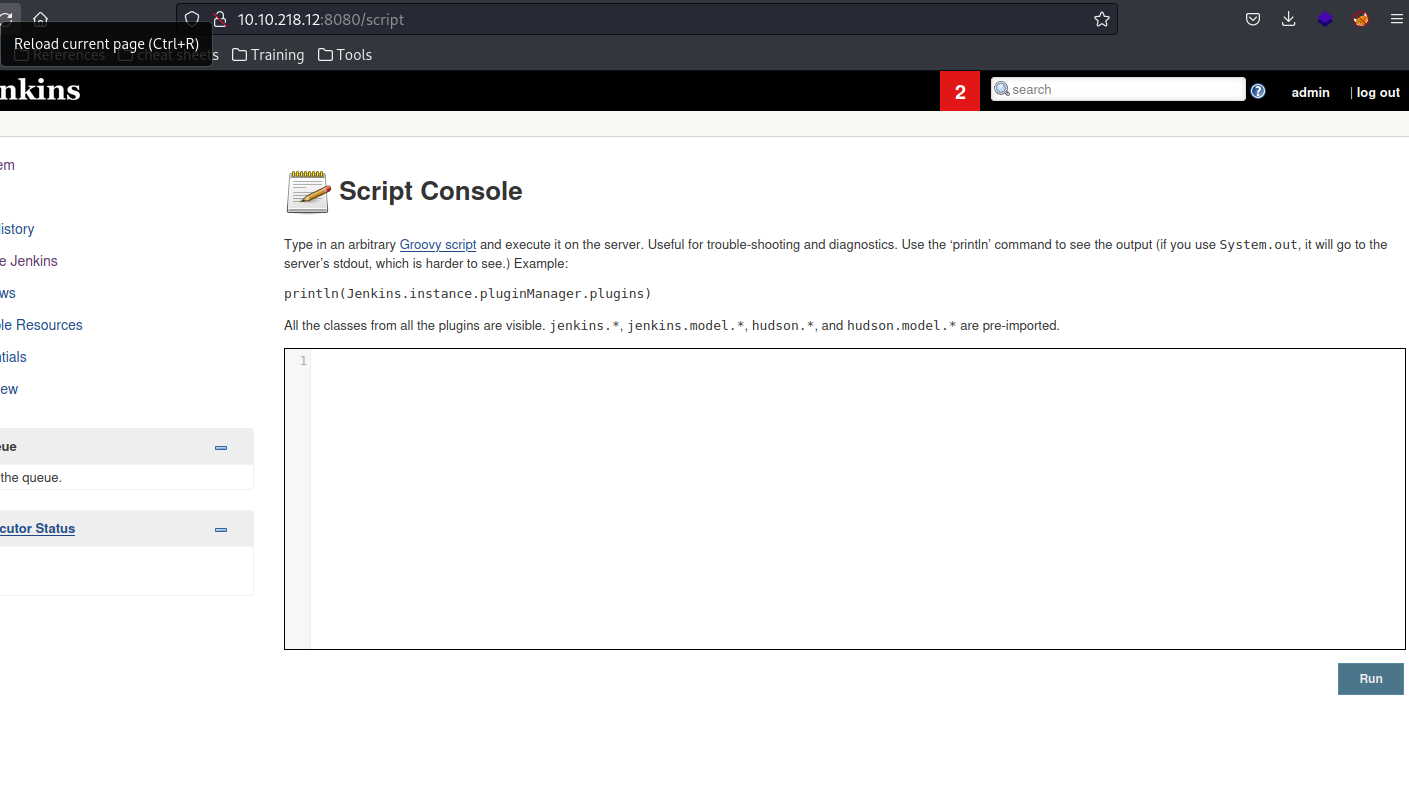 10.10.218.12:8080/script
Reload current page (Ctrl+R)
References cheat sheets Training Tools
nkins
2 search ? admin | log out
em
istory
e Jenkins
ws
le Resources
ntials
ew
eue
the queue.
cutor Status
Script Console
Type in an arbitrary Groovy script and execute it on the server. Useful for trouble-shooting and diagnostics. Use the ‘println’ command to see the output (if you use System.out, it will go to the
server’s stdout, which is harder to see.) Example:
println(Jenkins.instance.pluginManager.plugins)
All the classes from all the plugins are visible. jenkins.*, jenkins.model.*, hudson.*, and hudson.model.* are pre-imported.
1
Run